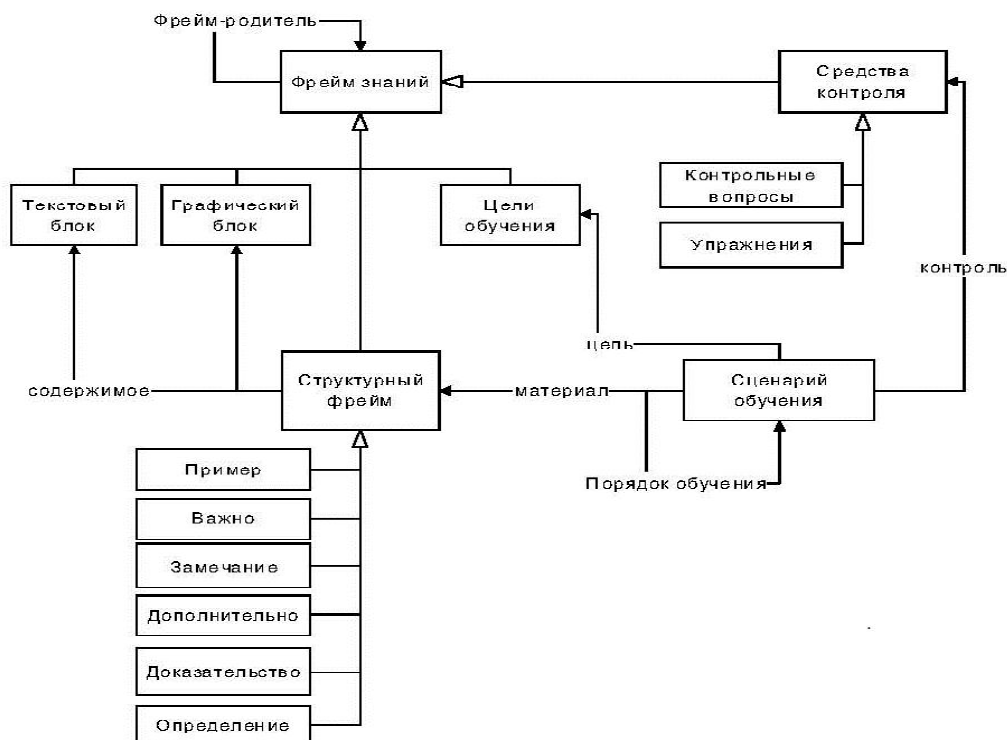 Фрейм-родитель
Фрейм знаний
Средства
контроля
Текстовый
блок
Графический
блок
Цели
обучения
Контрольные
вопросы
Упражнения
контроль
цель
содержимое
Структурный
фрейм
материал
Сценарий
обучения
Порядок обучения
Пример
Важно
Замечание
Дополнительно
Доказательство
Определение